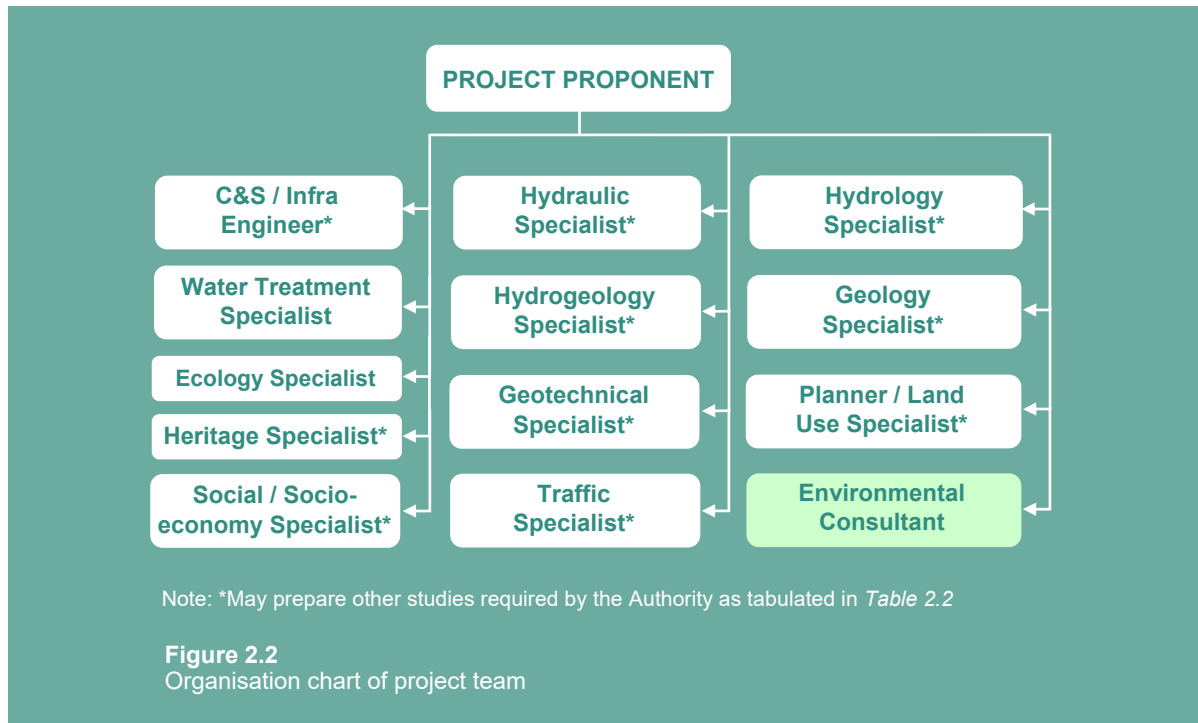 PROJECT PROPONENT
C&S / Infra
Engineer*
Water Treatment
Specialist
Ecology Specialist
Heritage Specialist*
Social / Socio-
economy Specialist*
Hydraulic
Specialist*
Hydrogeology
Specialist*
Geotechnical
Specialist*
Traffic
Specialist*
Hydrology
Specialist*
Geology
Specialist*
Planner / Land
Use Specialist*
Environmental
Consultant
Note: *May prepare other studies required by the Authority as tabulated in Table 2.2
Figure 2.2
Organisation chart of project team